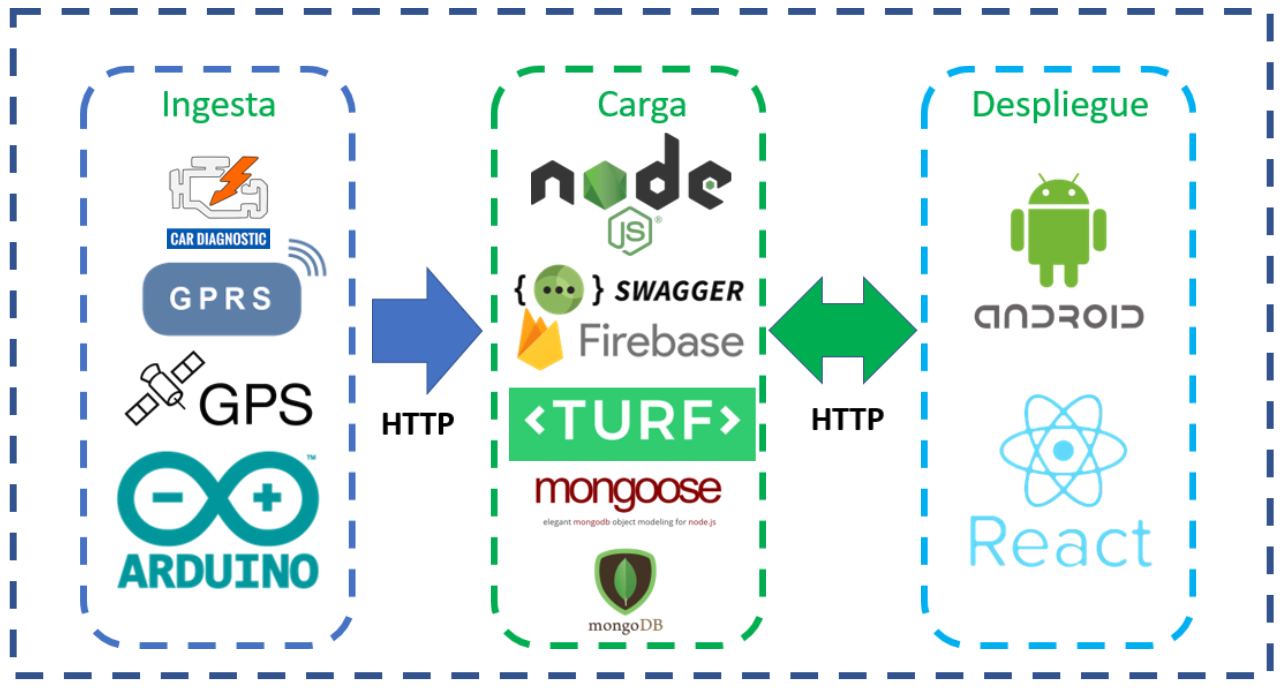 Ingesta
CAR DIAGNOSTIC
GPRS
GPS
ARDUINO™
HTTP
Carga
node
JS®
{ ••• } SWAGGER
Firebase
<TURF>
mongoose
elegant mongodb object modeling for node.js
mongoDB
HTTP
Despliegue
ANDROID
React